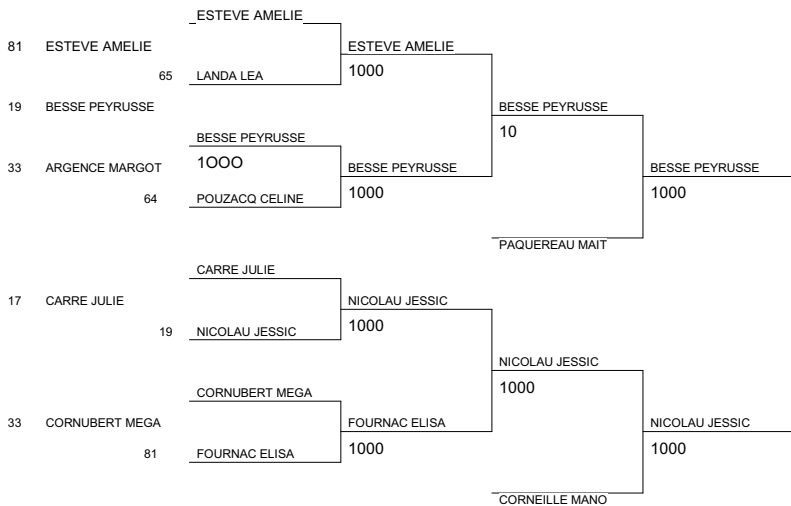 ESTEVE AMELIE
81 ESTEVE AMELIE
ESTEVE AMELIE
1000
65 LANDA LEA
19 BESSE PEYRUSSE
BESSE PEYRUSSE
10
BESSE PEYRUSSE
1OOO
33 ARGENCE MARGOT
BESSE PEYRUSSE
1000
BESSE PEYRUSSE
1000
64 POUZACQ CELINE
PAQUEREAU MAIT
CARRE JULIE
17 CARRE JULIE
NICOLAU JESSIC
1000
19 NICOLAU JESSIC
NICOLAU JESSIC
1000
CORNUBERT MEGA
33 CORNUBERT MEGA
FOURNAC ELISA
1000
NICOLAU JESSIC
1000
81 FOURNAC ELISA
CORNEILLE MANO